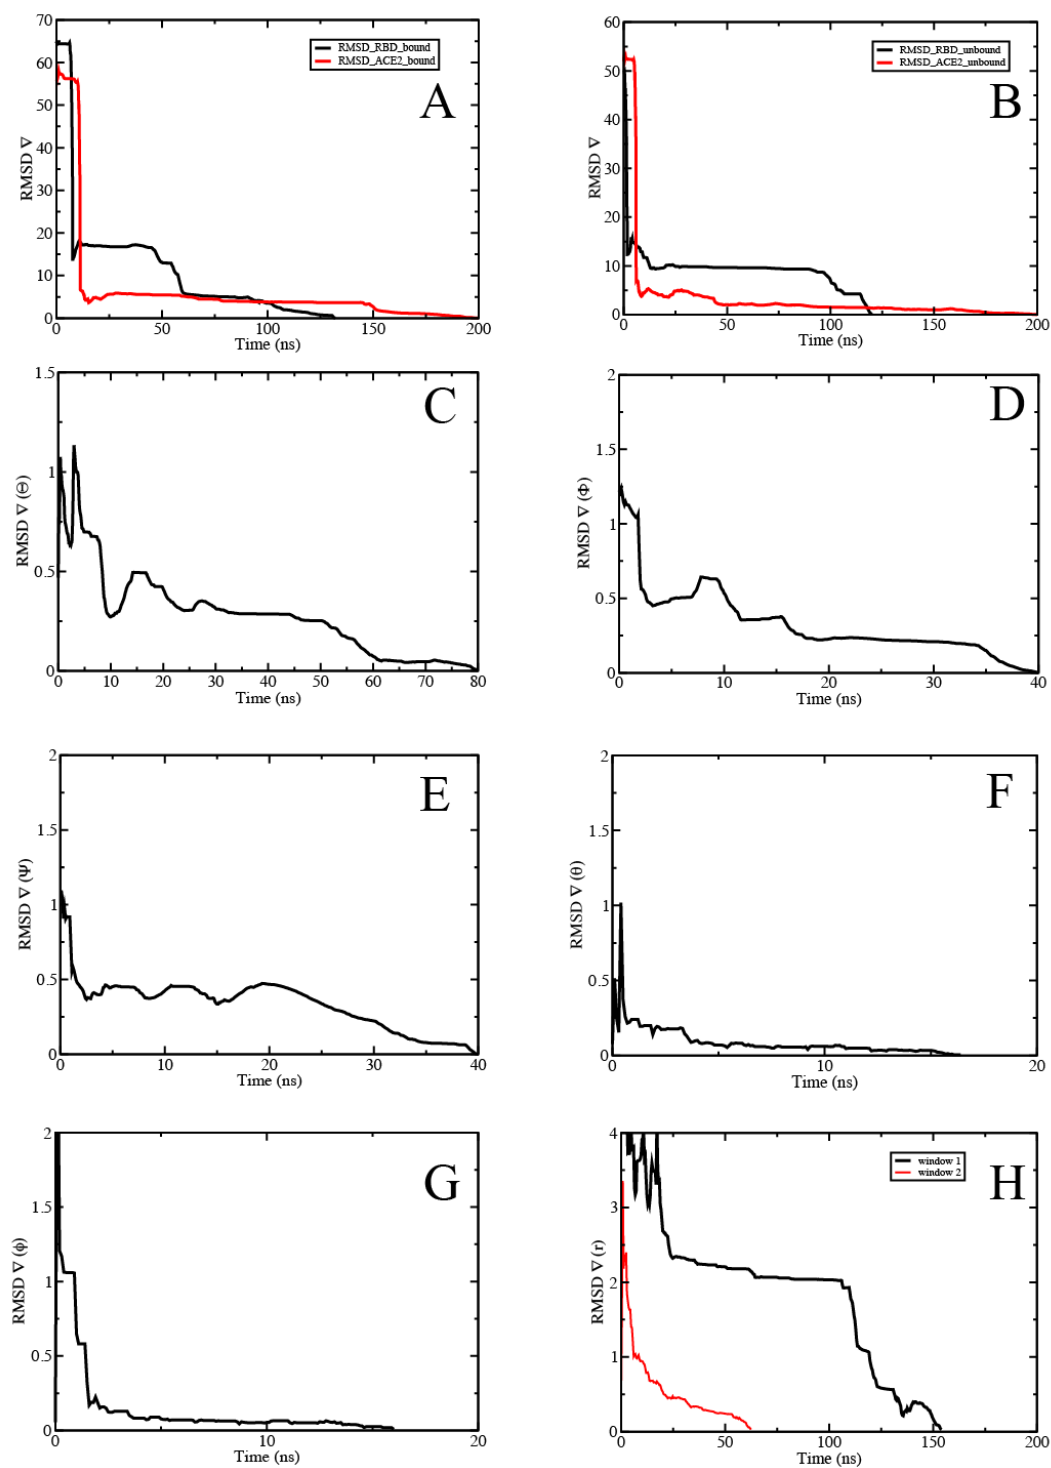 70
60
50
40
30
20
10
0
RMSD ∇
RMSD_RBD_bound
RMSD_ACE2_bound
A
0 50 100 150 200
Time (ns)
60
50
40
30
20
10
0
RMSD ∇
RMSD_RBD_unbound
RMSD_ACE2_unbound
B
0 50 100 150 200
Time (ns)
1.5
1
0.5
0
RMSD ∇ (Θ)
C
0 10 20 30 40 50 60 70 80
Time (ns)
2
1.5
1
0.5
0
RMSD ∇ (Φ)
D
0 10 20 30 40
Time (ns)
2
1.5
1
0.5
0
RMSD ∇ (Ψ)
E
0 10 20 30 40
Time (ns)
2
1.5
1
0.5
0
RMSD ∇ (θ)
F
0 10 20
Time (ns)
2
1.5
1
0.5
0
RMSD ∇ (ϕ)
G
0 10 20
Time (ns)
4
3
2
1
0
RMSD ∇ (r)
window 1
window 2
H
0 50 100 150 200
Time (ns)